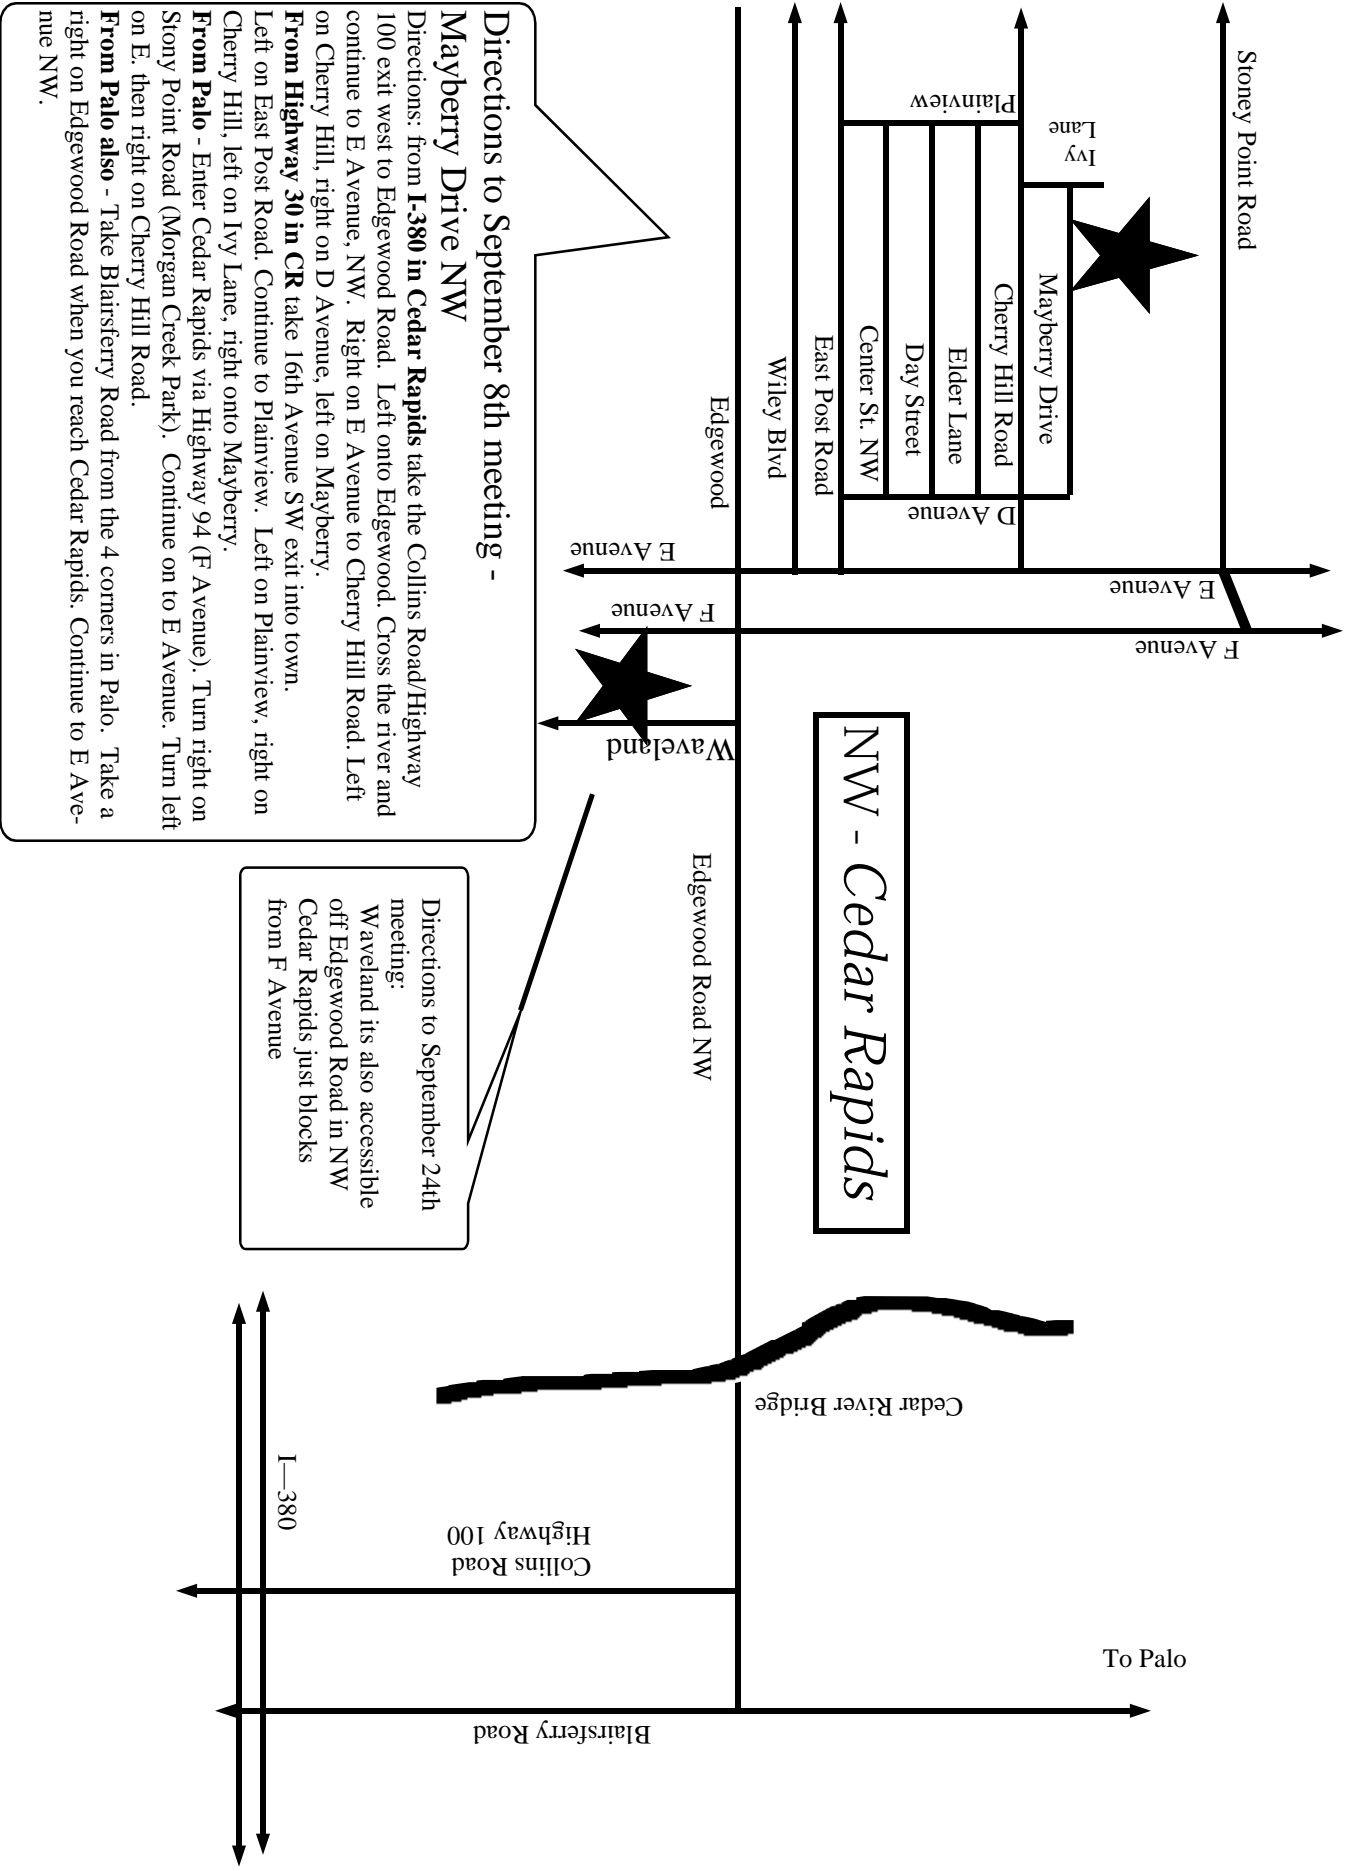 Stoney Point Road
Ivy
Lane
Plainview
Mayberry Drive
Cherry Hill Road
Elder Lane
Day Street
Center St. NW
East Post Road
Wiley Blvd
Edgewood
D Avenue
E Avenue
E Avenue
F Avenue
F Avenue
Waveland
NW - Cedar Rapids
Edgewood Road NW
Cedar River Bridge
Collins Road
Highway 100
I—380
Blairsferry Road
To Palo
Directions to September 8th meeting -
Mayberry Drive NW
Directions: from I-380 in Cedar Rapids take the Collins Road/Highway
100 exit west to Edgewood Road.  Left onto Edgewood. Cross the river and
continue to E Avenue, NW.  Right on E Avenue to Cherry Hill Road. Left
on Cherry Hill, right on D Avenue, left on Mayberry.
From Highway 30 in CR take 16th Avenue SW exit into town.
Left on East Post Road. Continue to Plainview.  Left on Plainview, right on
Cherry Hill, left on Ivy Lane, right onto Mayberry.
From Palo - Enter Cedar Rapids via Highway 94 (F Avenue). Turn right on
Stony Point Road (Morgan Creek Park).  Continue on to E Avenue. Turn left
on E. then right on Cherry Hill Road.
From Palo also - Take Blairsferry Road from the 4 corners in Palo.  Take a
right on Edgewood Road when you reach Cedar Rapids. Continue to E Ave-
nue NW.
Directions to September 24th
meeting:
Waveland its also accessible
off Edgewood Road in NW
Cedar Rapids just blocks
from F Avenue